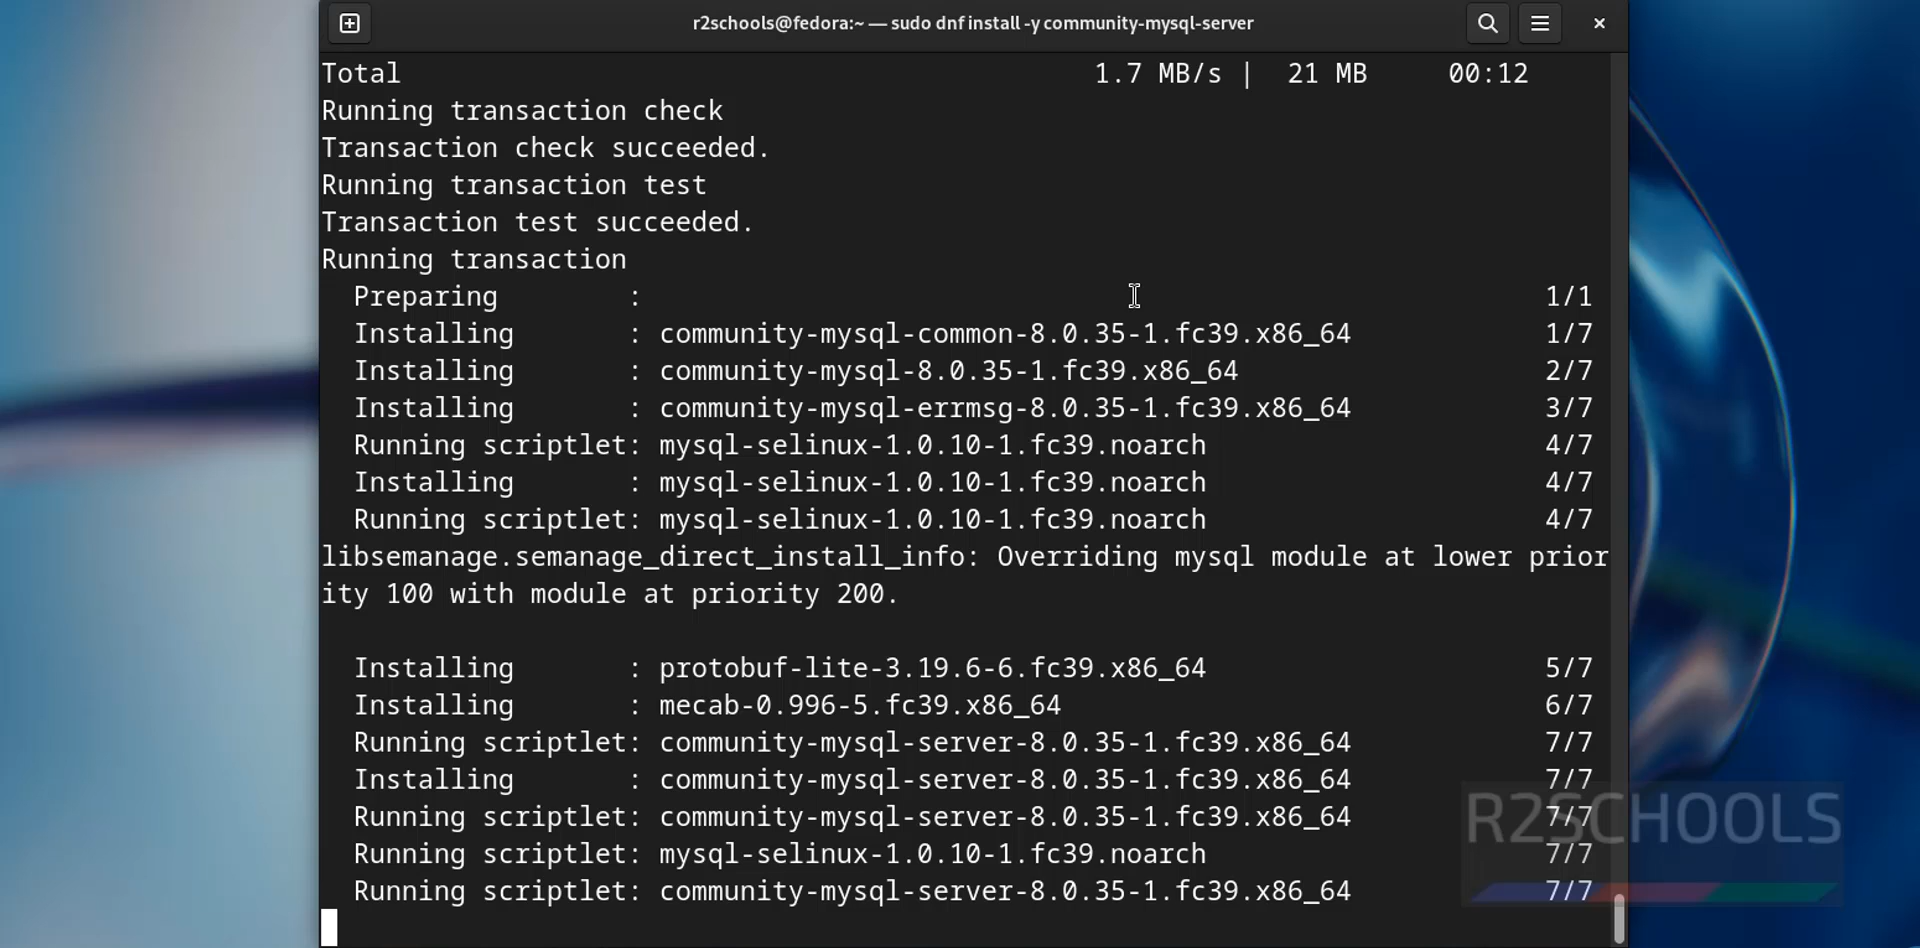 r2schools@fedora:~ — sudo dnf install -y community-mysql-server
Total 1.7 MB/s | 21 MB 00:12
Running transaction check
Transaction check succeeded.
Running transaction test
Transaction test succeeded.
Running transaction
Preparing : 1/1
Installing : community-mysql-common-8.0.35-1.fc39.x86_64 1/7
Installing : community-mysql-8.0.35-1.fc39.x86_64 2/7
Installing : community-mysql-errmsg-8.0.35-1.fc39.x86_64 3/7
Running scriptlet: mysql-selinux-1.0.10-1.fc39.noarch 4/7
Installing : mysql-selinux-1.0.10-1.fc39.noarch 4/7
Running scriptlet: mysql-selinux-1.0.10-1.fc39.noarch 4/7
libsemanage.semanage_direct_install_info: Overriding mysql module at lower prior
ity 100 with module at priority 200.
Installing : protobuf-lite-3.19.6-6.fc39.x86_64 5/7
Installing : mecab-0.996-5.fc39.x86_64 6/7
Running scriptlet: community-mysql-server-8.0.35-1.fc39.x86_64 7/7
Installing : community-mysql-server-8.0.35-1.fc39.x86_64 7/7
Running scriptlet: community-mysql-server-8.0.35-1.fc39.x86_64 7/7
Running scriptlet: mysql-selinux-1.0.10-1.fc39.noarch 7/7
Running scriptlet: community-mysql-server-8.0.35-1.fc39.x86_64 7/7
R2SCHOOLS